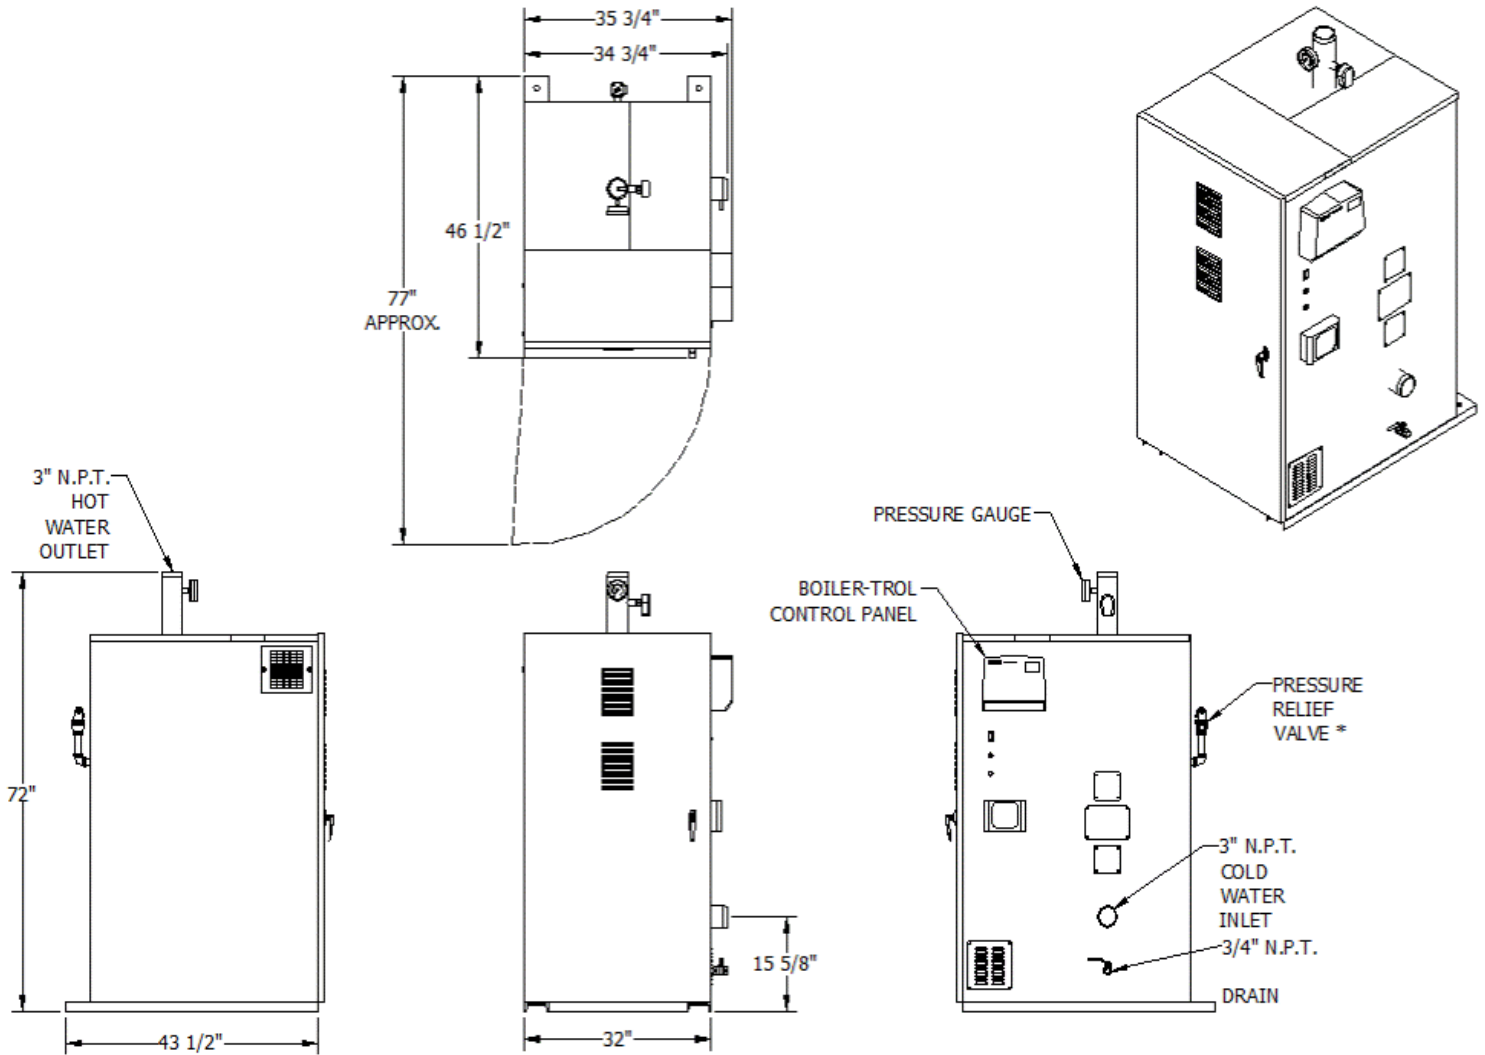 35 3/4"
34 3/4"
46 1/2"
77"
APPROX.
3" N.P.T.
HOT
WATER
OUTLET
72"
43 1/2"
32"
15 5/8"
PRESSURE GAUGE
BOILER-TROL
CONTROL PANEL
PRESSURE
RELIEF
VALVE *
3" N.P.T.
COLD
WATER
INLET
3/4" N.P.T.
DRAIN